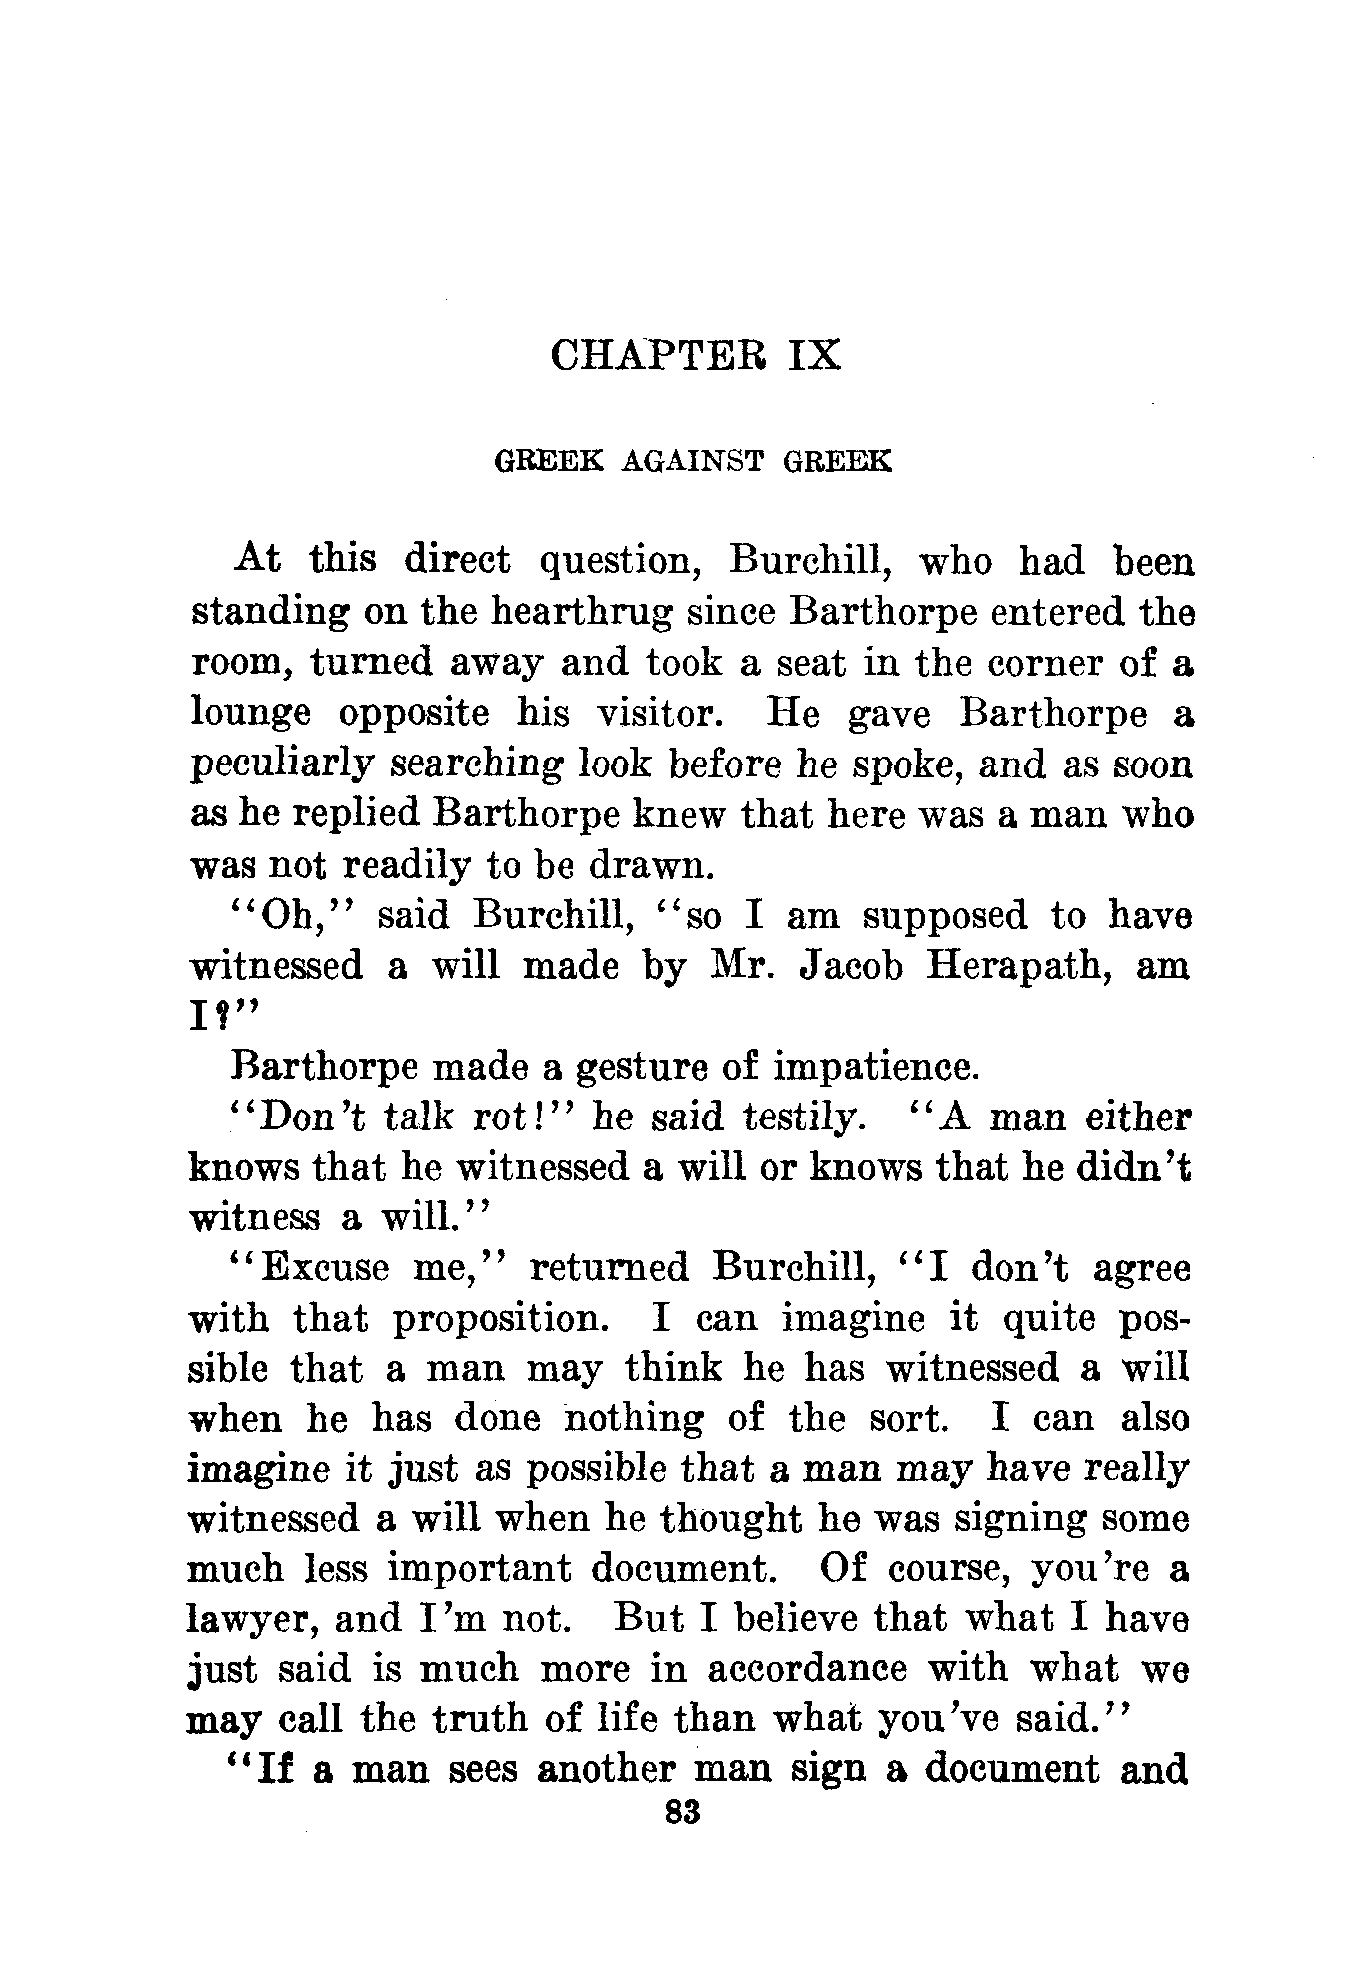 CHAPTER IX
GREEK AGAINST GREEK
At this direct question, Burchill, who had been
standing on the hearthrug since Barthorpe entered the
room, turned away and took a seat in the corner of a
lounge opposite his visitor. He gave Barthorpe a
peculiarly searching look before he spoke, and as soon
as he replied Barthorpe knew that here was a man who
was not readily to be drawn.
“Oh,” said Burchill, “so I am supposed to have
witnessed a will made by Mr. Jacob Herapath, am
I?”
Barthorpe made a gesture of impatience.
“Don’t talk rot!” he said testily. “A man either
knows that he witnessed a will or knows that he didn’t
witness a will.”
“Excuse me,” returned Burchill, “I don’t agree
with that proposition. I can imagine it quite pos-
sible that a man may think he has witnessed a will
when he has done nothing of the sort. I can also
imagine it just as possible that a man may have really
witnessed a will when he thought he was signing some
much less important document. Of course, you’re a
lawyer, and I’m not. But I believe that what I have
just said is much more in accordance with what we
may call the truth of life than what you’ve said.”
“If a man sees another man sign a document and
83